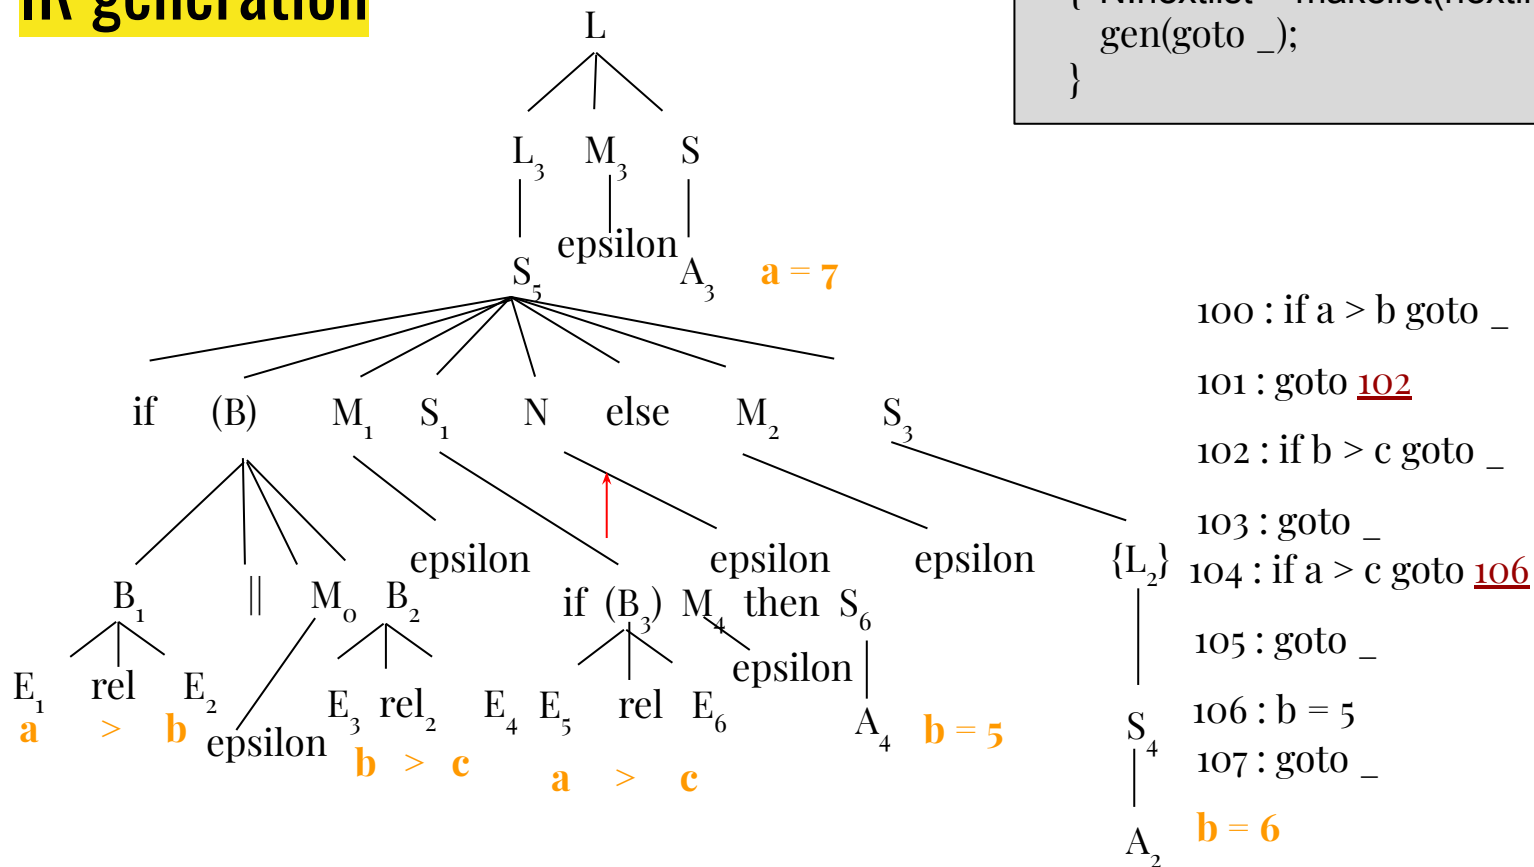 IR generation
{ N.nextlist = makelist(nextin
gen(goto _);
}
L
L3 M3 S
epsilon
S5 A3 a = 7
if (B) M1 S1 N else M2 S3
epsilon epsilon epsilon {L2}
B1 || M0 B2 if (B3) M4 then S6
epsilon
E1 rel E2 E3 rel2 E4 E5 rel E6 A4 b = 5 S4
a > b epsilon b > c a > c
A2 b = 6
100 : if a > b goto _
101 : goto 102
102 : if b > c goto _
103 : goto _
104 : if a > c goto 106
105 : goto _
106 : b = 5
107 : goto _